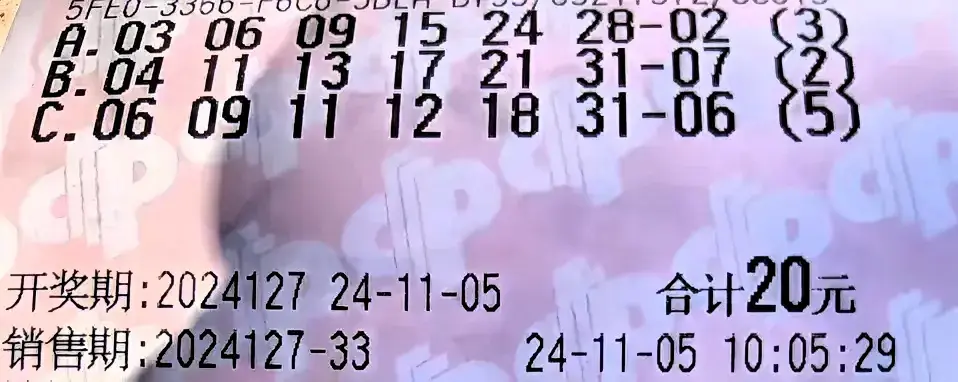 A.03 06 09 15 24 28-02 (3)
B.04 11 13 17 21 31-07 (2)
C.06 09 11 12 18 31-06 (5)
开奖期:2024127 24-11-05 合计20元
销售期:2024127-33 24-11-05 10:05:29